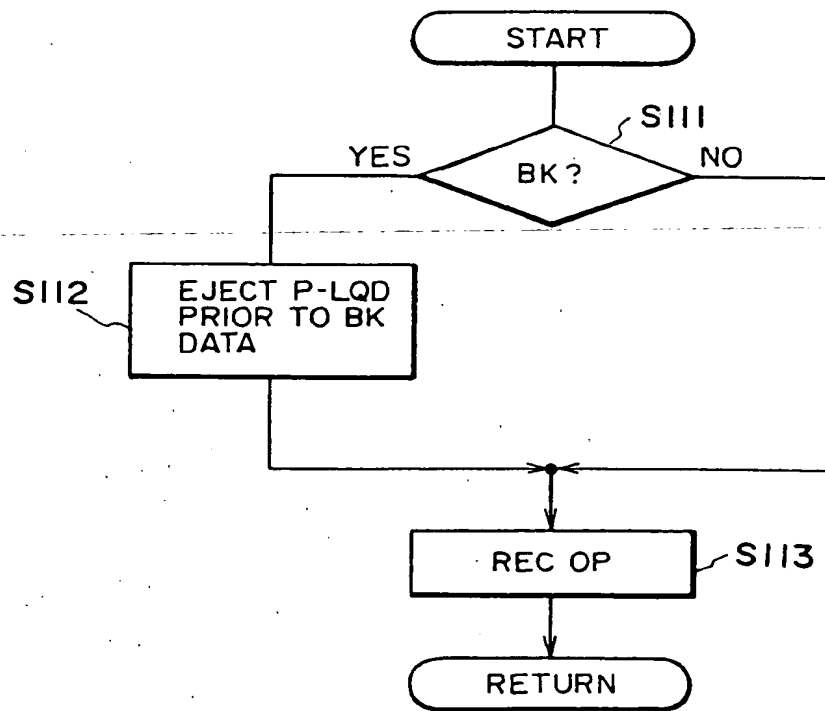 START
S111
YES
BK?
NO
S112
EJECT P-LQD
PRIOR TO BK
DATA
REC OP
S113
RETURN